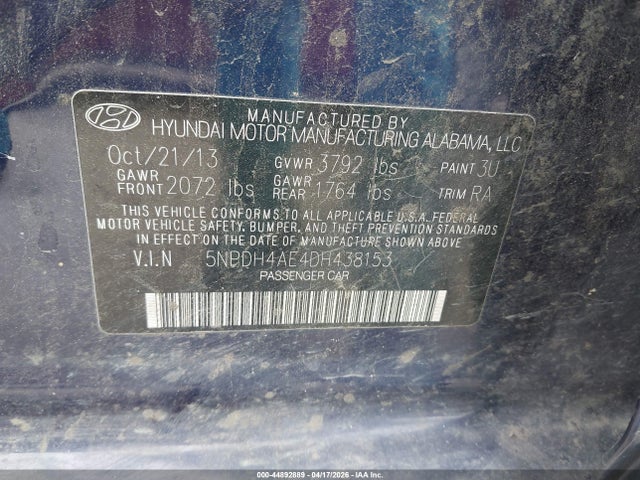 MANUFACTURED BY
HYUNDAI MOTOR MANUFACTURING ALABAMA, LLC
Oct/21/13 GVWR 3792 lbs PAINT 3U
GAWR FRONT 2072 lbs GAWR REAR 1764 lbs TRIM RA
THIS VEHICLE CONFORMS TO ALL APPLICABLE U.S.A. FEDERAL
MOTOR VEHICLE SAFETY, BUMPER, AND THEFT PREVENTION STANDARDS
IN EFFECT ON THE DATE OF MANUFACTURE SHOWN ABOVE
V.I.N 5NPDH4AE4DH438153
PASSENGER CAR
000-44892889 - 04/17/2026 - IAAI.COM